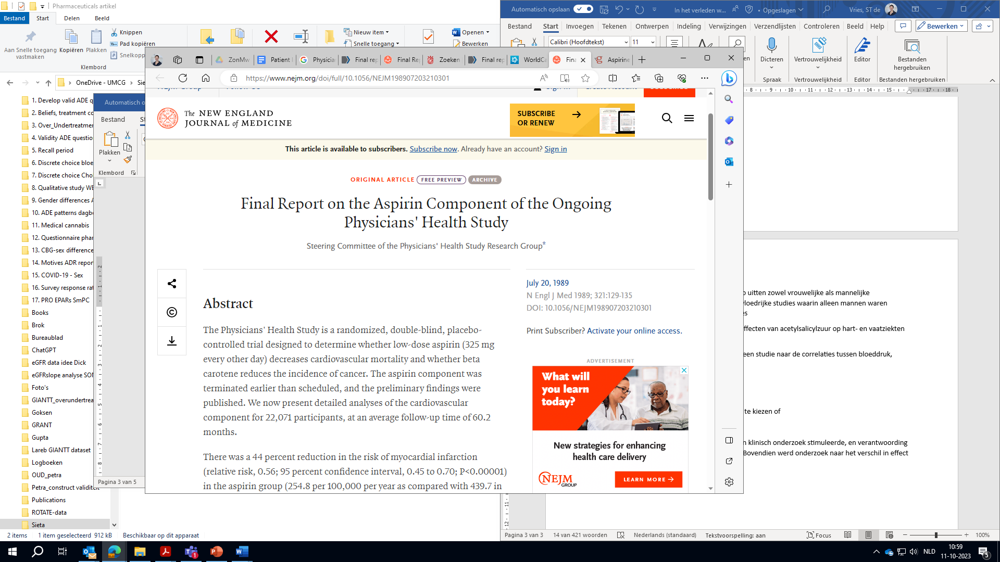 Pharmaceuticals artikel
Bestand Start Delen Beeld
Aan Snelle toegang vastmaken
Kopiëren
Plakken
Knippen
Pad kopiëren
Klembord
Nieuw item
Snelle toegang
Openen
Bewerken
OneDrive - UMCG
1. Develop valid ADE q
2. Beliefs, treatment co
3. Over_Undertreatmer
4. Validity ADE questio
5. Recall period
6. Discrete choice bloe
7. Discrete choice Cho
8. Qualitative study WE
9. Gender differences A
10. ADE patterns dagbo
11. Medical cannabis
12. Questionnaire phar
13. CBG-sex difference
14. Motives ADR repor
15. COVID-19 - Sex
16. Survey response rat
17. PRO EPARs SmPC
Books
Brok
Bureaublad
ChatGPT
eGFR data idee Dick
eGFRslope analyse SON
Foto's
GIANTT_overundertrea
Goksen
GRANT
Gupta
Lareb GIANTT dataset
Logboeken
OUD_petra
Petra_construct validiteit
Publications
ROTATE-data
Sieta
2 items 1 item geselecteerd 912 kB Beschikbaar op dit apparaat
Automatisch o
Bestand
Plakken
Klembord
Pagina 3 van 5
Automatisch opslaan
In het verleden w...
• Opgeslagen
Vries, ST de
Bestand Start Invoegen Tekenen Ontwerpen Indeling Verwijzingen Verzendlijsten Controleren Beeld Help
Bewerken
Calibri (Hoofdtekst) 11
Dicteren
Vertrouwelijkheid
Editor
Bestanden hergebruiken
Spraak Vertrouwelijkheid Editor Bestanden hergebruiken
ZonMw
Patient
Physicia
Final rep
Final Re
Zoeken
Final rep
WorldCa
Fina
Aspirine
https://www.nejm.org/doi/full/10.1056/NEJM198907203210301
The NEW ENGLAND
JOURNAL of MEDICINE
SUBSCRIBE
OR RENEW
This article is available to subscribers. Subscribe now. Already have an account? Sign in
ORIGINAL ARTICLE FREE PREVIEW ARCHIVE
Final Report on the Aspirin Component of the Ongoing
Physicians' Health Study
Steering Committee of the Physicians' Health Study Research Group*
Abstract
The Physicians' Health Study is a randomized, double-blind, placebo-
controlled trial designed to determine whether low-dose aspirin (325 mg
every other day) decreases cardiovascular mortality and whether beta
carotene reduces the incidence of cancer. The aspirin component was
terminated earlier than scheduled, and the preliminary findings were
published. We now present detailed analyses of the cardiovascular
component for 22,071 participants, at an average follow-up time of 60.2
months.
There was a 44 percent reduction in the risk of myocardial infarction
(relative risk, 0.56; 95 percent confidence interval, 0.45 to 0.70; P<0.00001)
in the aspirin group (254.8 per 100,000 per year as compared with 439.7 in
July 20, 1989
N Engl J Med 1989; 321:129-135
DOI: 10.1056/NEJM198907203210301
Print Subscriber? Activate your online access.
ADVERTISEMENT
What will
you learn
today?
New strategies for enhancing
health care delivery
NEJM
GROUP
LEARN MORE
uitten zowel vrouwelijke als mannelijke
vloedrijke studies waarin alleen mannen waren
ffecten van acetylsalicylzuur op hart- en vaatziekten
een studie naar de correlaties tussen bloeddruk,
te kiezen of
n klinisch onderzoek stimuleerde, en verantwoording
Bovendien werd onderzoek naar het verschil in effect
Pagina 3 van 3 14 van 421 woorden Nederlands (standaard) Tekstvoorspelling: aan Focus 100%
NLD
10:59
11-10-2023
5